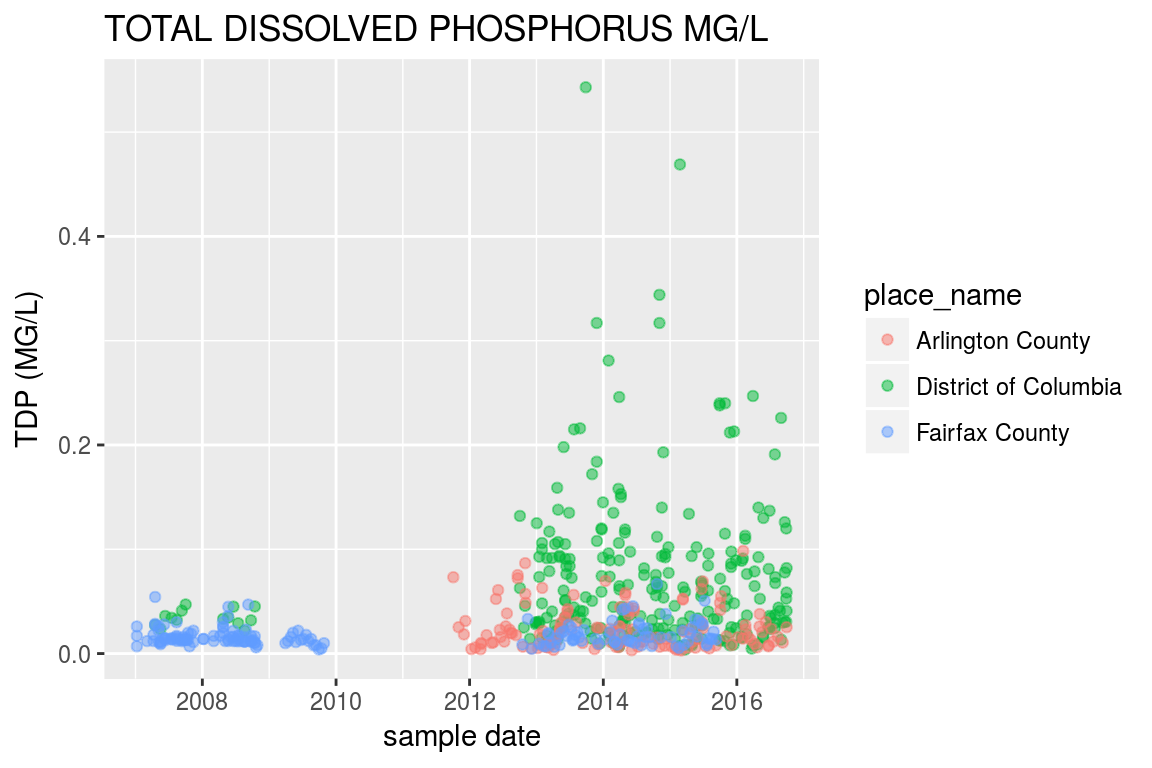 TOTAL DISSOLVED PHOSPHORUS MG/L
TDP (MG/L)
0.4
0.2
0.0
2008
2010
2012
2014
2016
sample date
place_name
Arlington County
District of Columbia
Fairfax County